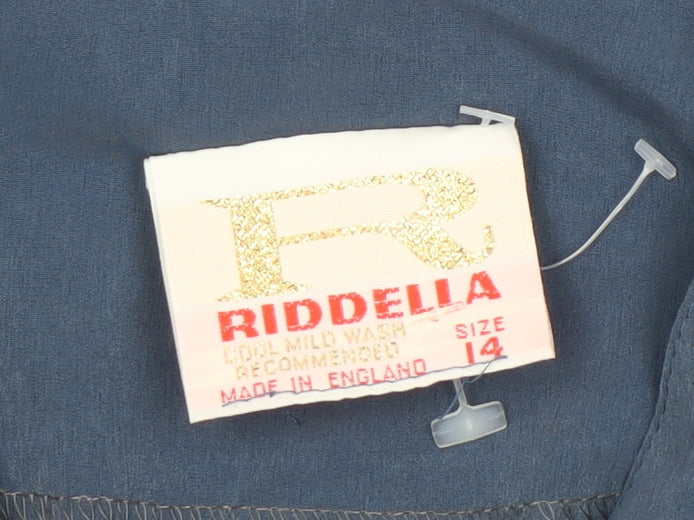 R
RIDDELLA
COOL MILD WASH
RECOMMENDED
MADE IN ENGLAND
SIZE
14